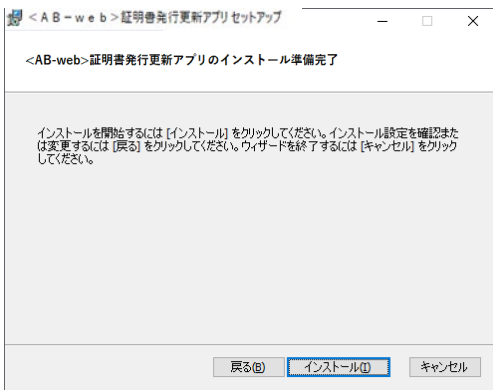 ＜ＡＢ－ｗｅｂ＞証明書発行更新アプリセットアップ
<AB-web>証明書発行更新アプリのインストール準備完了
インストールを開始するには [インストール] をクリックしてください。インストール設定を確認また
は変更するには [戻る] をクリックしてください。ウィザードを終了するには [キャンセル] をクリック
してください。
戻る(B) インストール(I) キャンセル